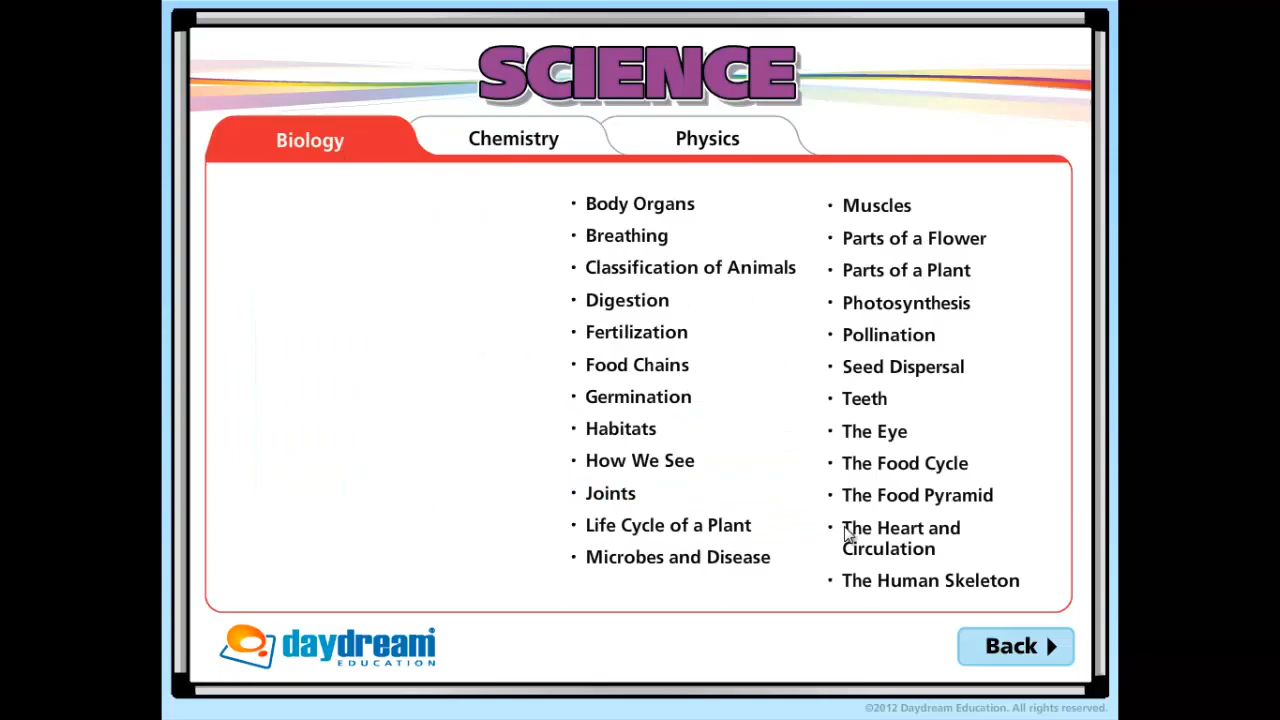 SCIENCE
Biology
Chemistry
Physics
· Body Organs
· Breathing
· Classification of Animals
· Digestion
· Fertilization
· Food Chains
· Germination
· Habitats
· How We See
· Joints
· Life Cycle of a Plant
· Microbes and Disease
· Muscles
· Parts of a Flower
· Parts of a Plant
· Photosynthesis
· Pollination
· Seed Dispersal
· Teeth
· The Eye
· The Food Cycle
· The Food Pyramid
· The Heart and
Circulation
· The Human Skeleton
daydream
EDUCATION
Back
©2012 Daydream Education. All rights reserved.